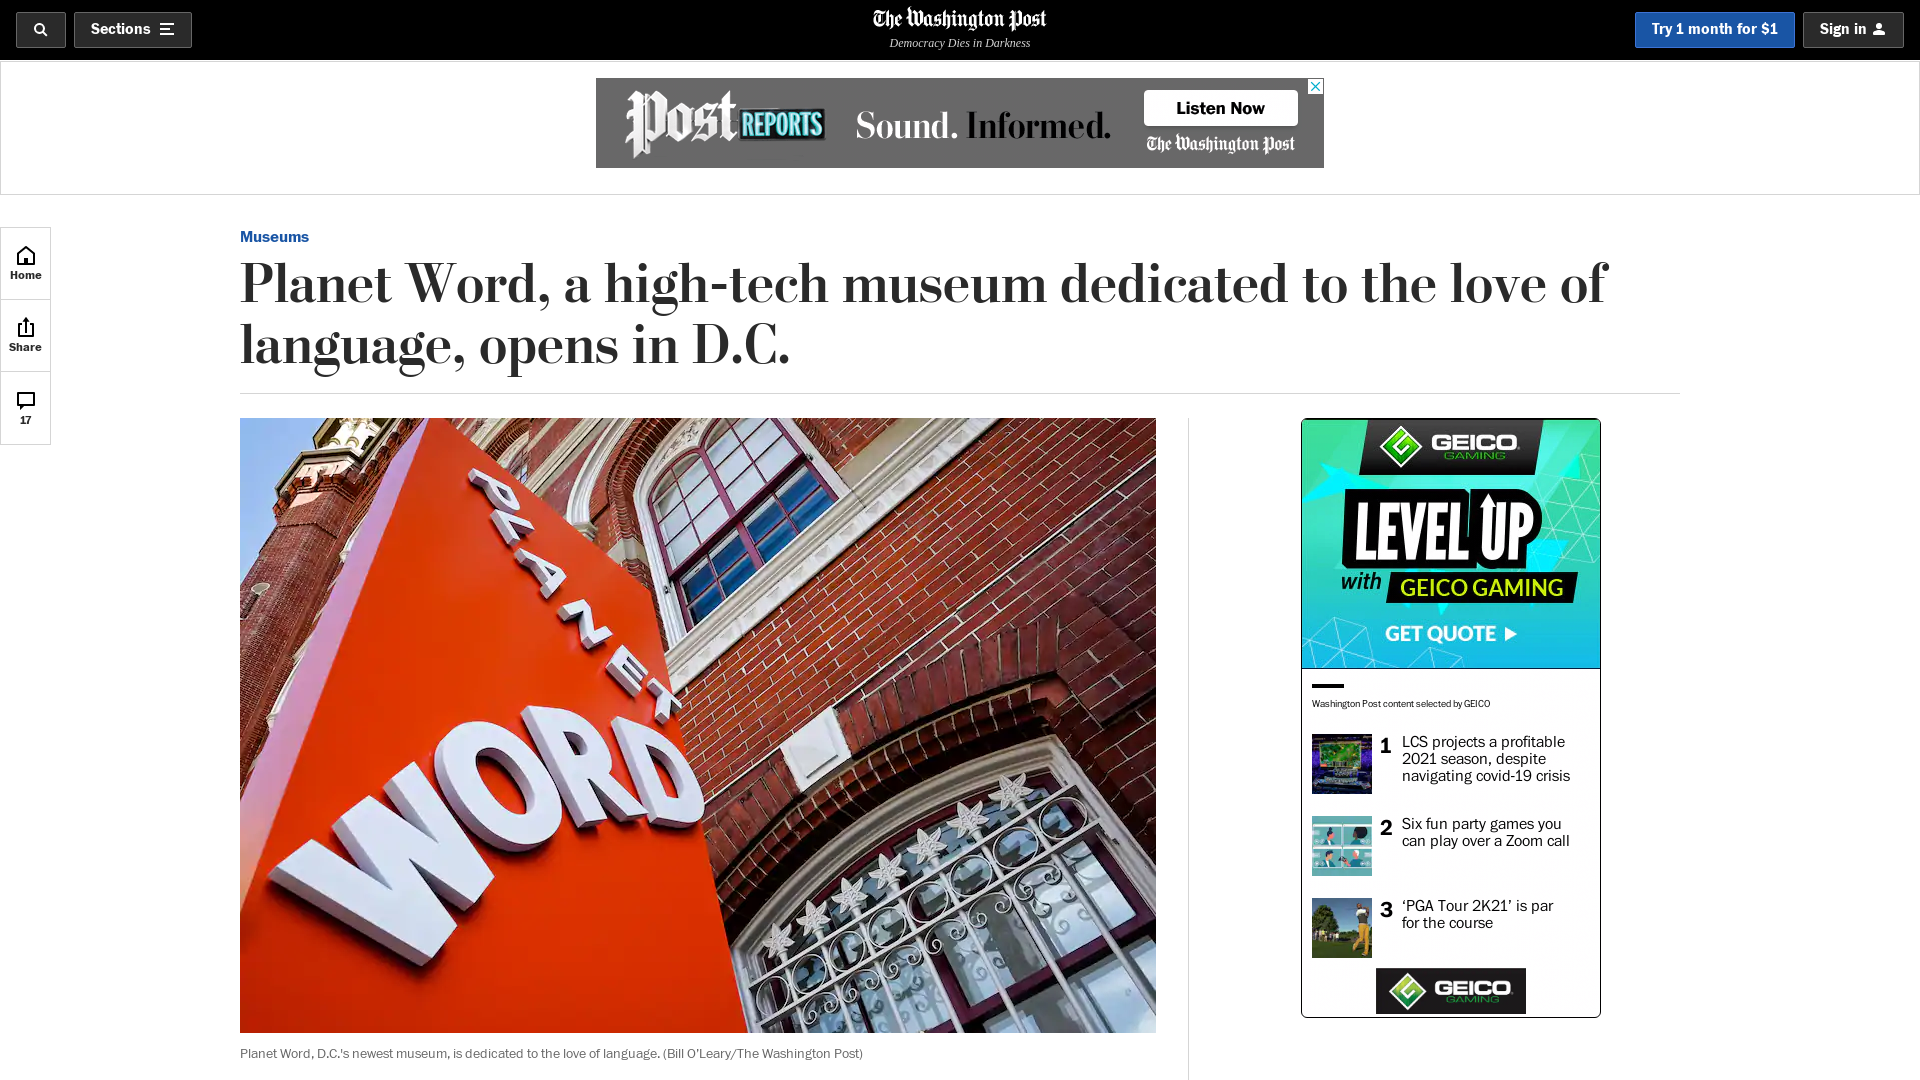 Sections
The Washington Post
Democracy Dies in Darkness
Try 1 month for $1
Sign in
Post REPORTS
Sound. Informed.
Listen Now
The Washington Post
Home
Share
17
Museums
Planet Word, a high-tech museum dedicated to the love of
language, opens in D.C.
PLANET
WORD
Planet Word, D.C.'s newest museum, is dedicated to the love of language. (Bill O’Leary/The Washington Post)
GEICO
GAMING
LEVEL UP
with GEICO GAMING
GET QUOTE
Washington Post content selected by GEICO
1 LCS projects a profitable
2021 season, despite
navigating covid-19 crisis
2 Six fun party games you
can play over a Zoom call
3 ‘PGA Tour 2K21’ is par
for the course
GEICO
GAMING